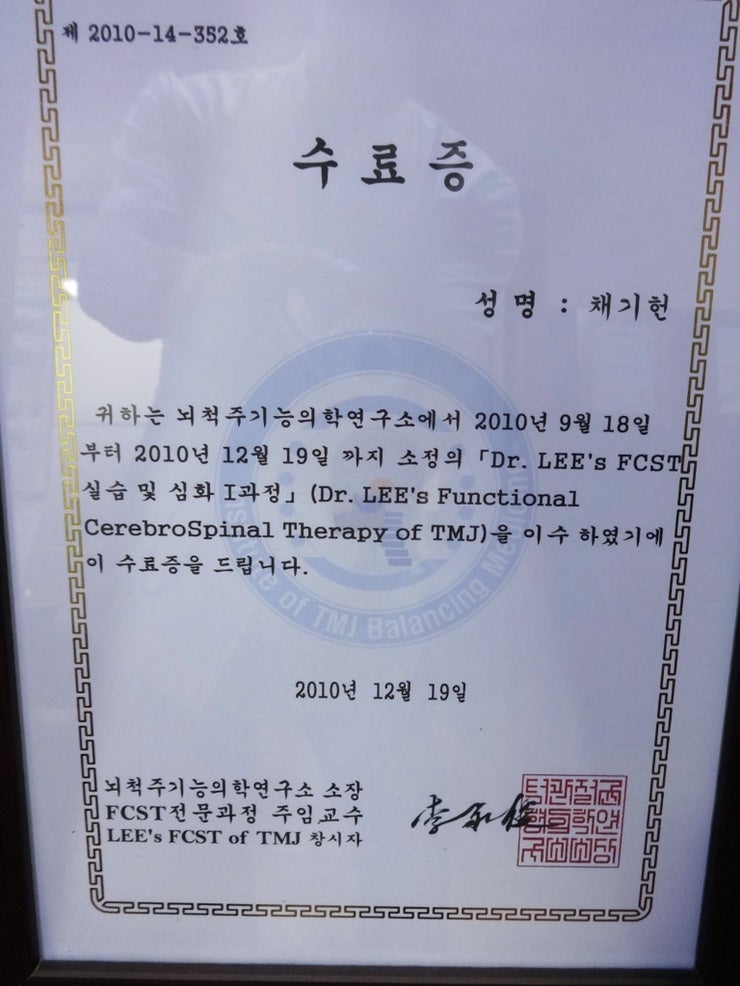 제 2010-14-352호
수료증
성명 : 채기헌
귀하는 뇌척주기능의학연구소에서 2010년 9월 18일
부터 2010년 12월 19일 까지 소정의 「Dr. LEE's FCST
실습 및 심화 I과정」(Dr. LEE's Functional
CerebroSpinal Therapy of TMJ)을 이수 하였기에
이 수료증을 드립니다.
of TMJ Balancing
2010년 12월 19일
뇌척주기능의학연구소 소장
FCST전문과정 주임교수
LEE's FCST of TMJ 창시자